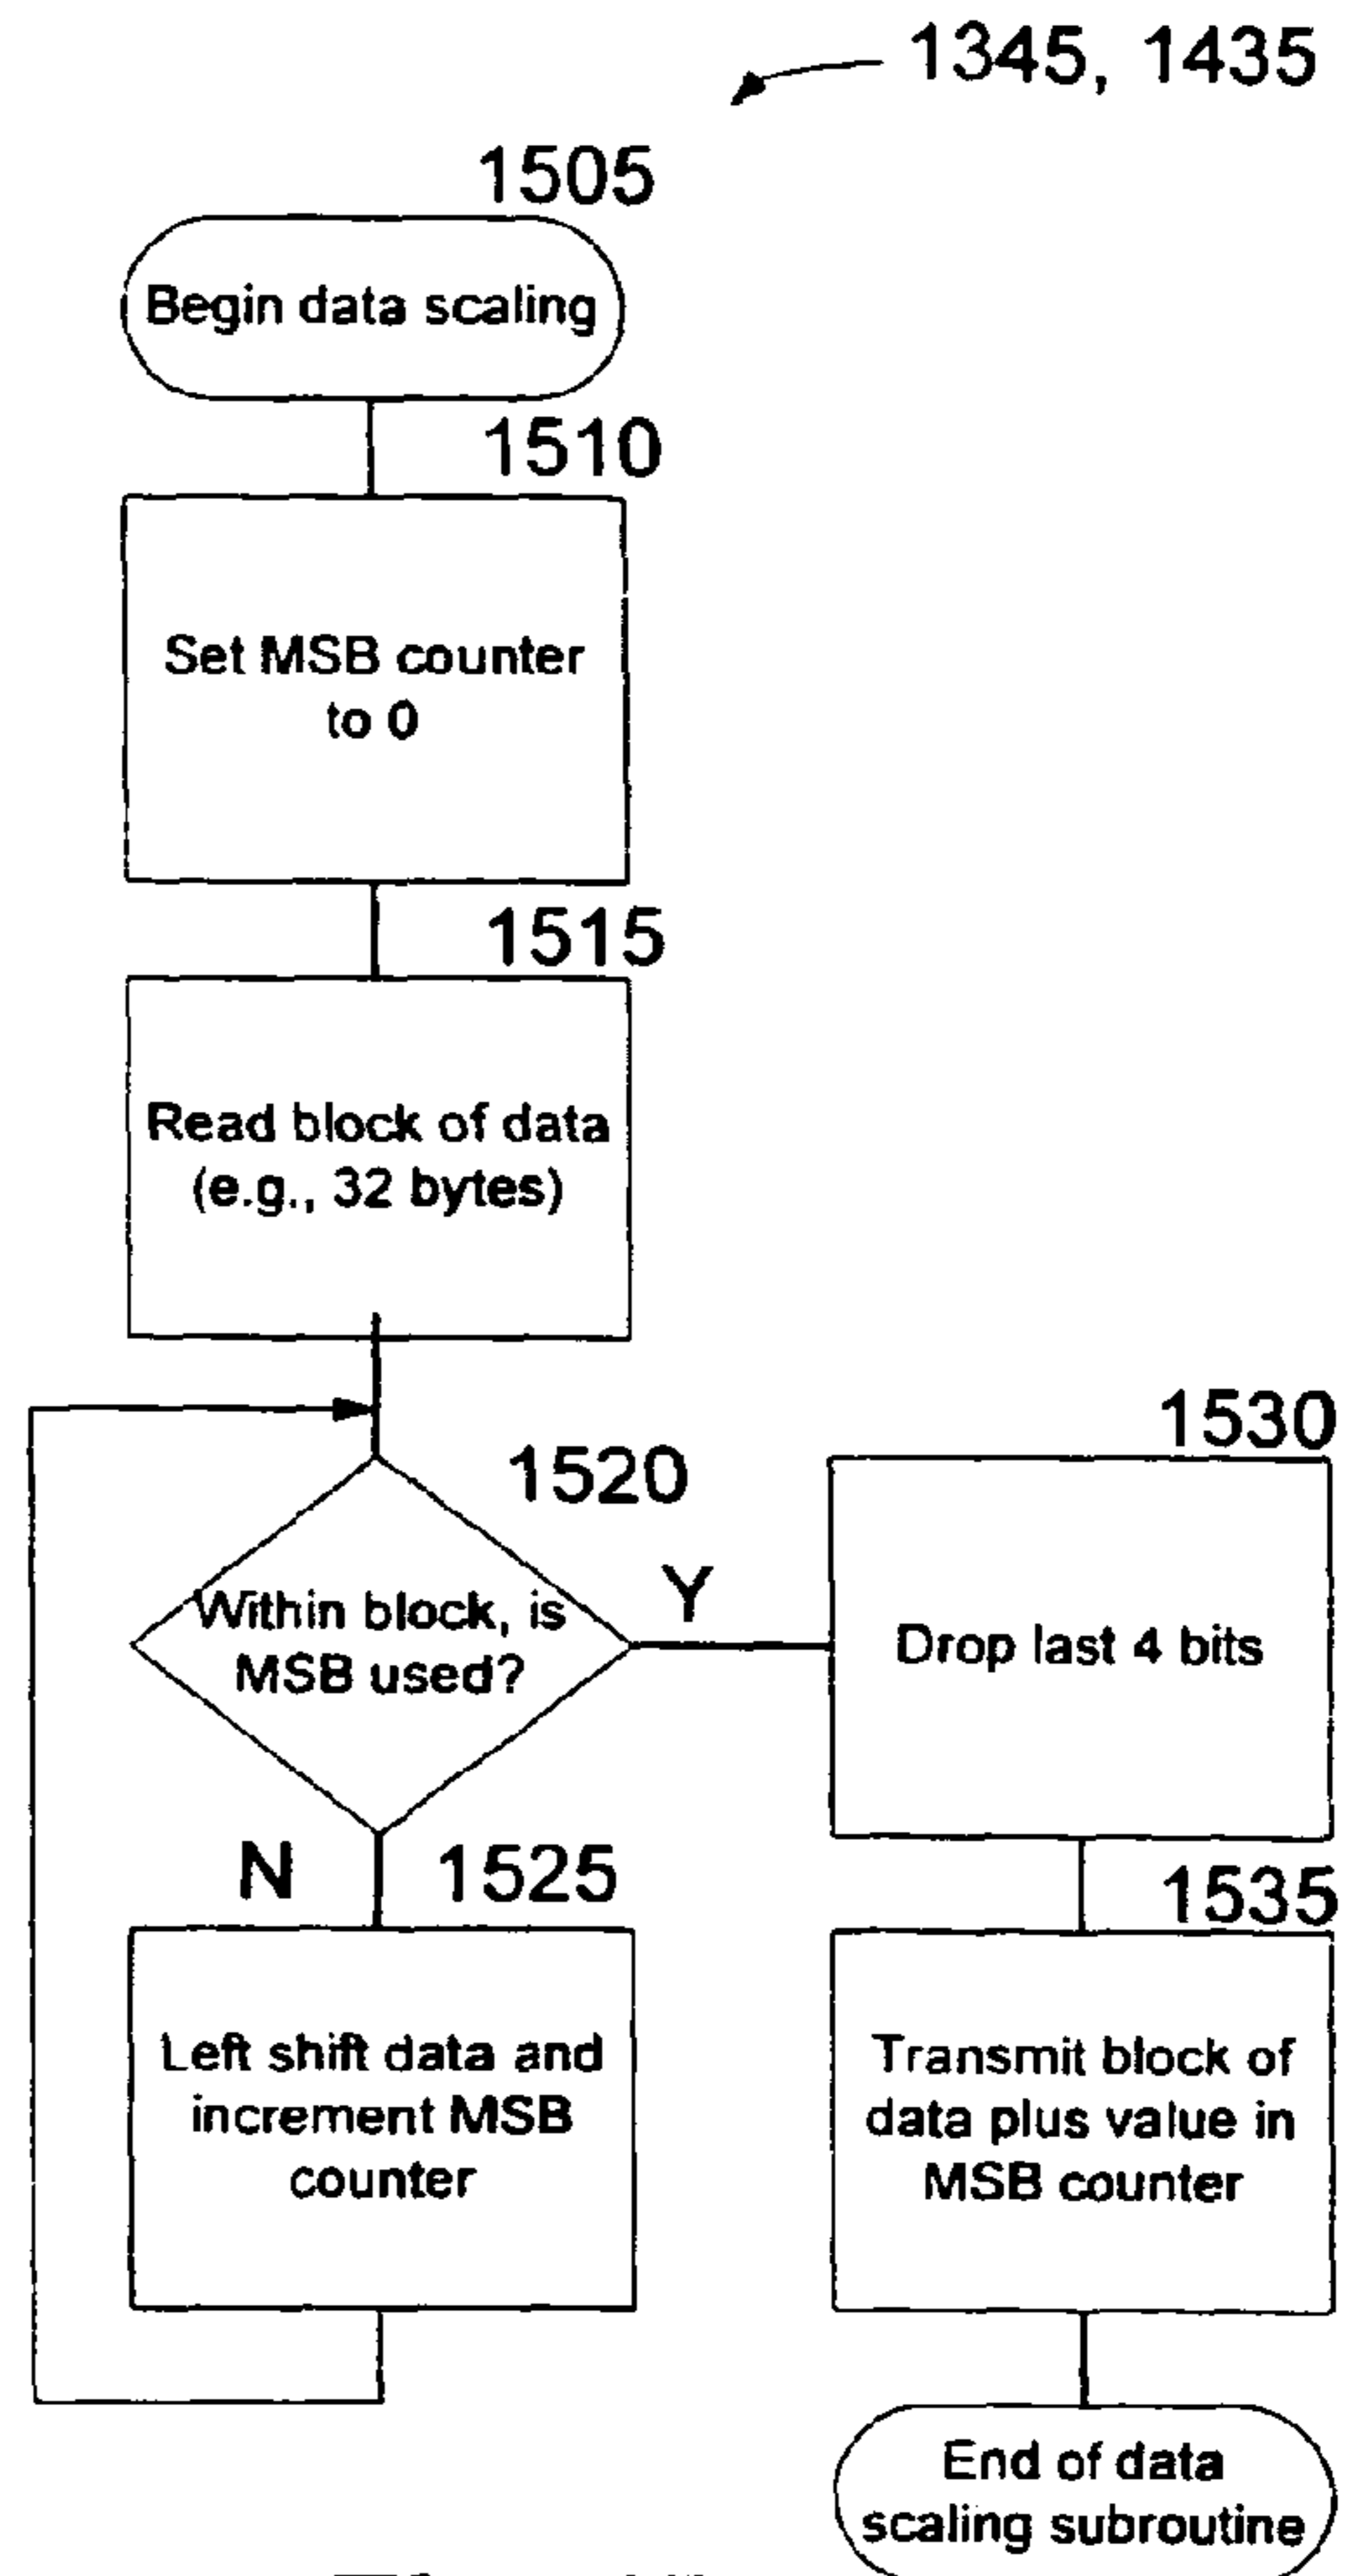 1345, 1435
1505
Begin data scaling
1510
Set MSB counter
to 0
1515
Read block of data
(e.g., 32 bytes)
1520
Within block, is
MSB used?
Y
N
1525
Left shift data and
increment MSB
counter
1530
Drop last 4 bits
1535
Transmit block of
data plus value in
MSB counter
End of data
scaling subroutine